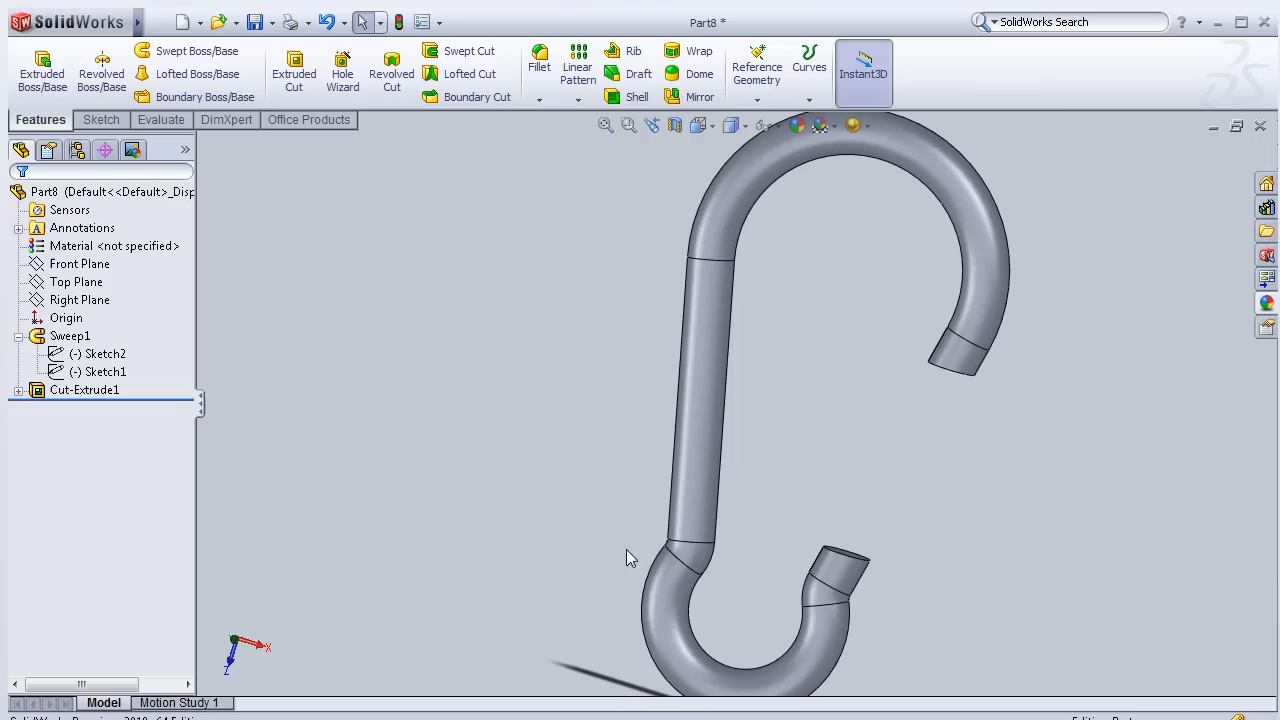 SolidWorks
Part8 *
SolidWorks Search
Extruded Boss/Base
Revolved Boss/Base
Swept Boss/Base
Lofted Boss/Base
Boundary Boss/Base
Extruded Cut
Hole Wizard
Revolved Cut
Swept Cut
Lofted Cut
Boundary Cut
Fillet
Linear Pattern
Rib
Draft
Shell
Wrap
Dome
Mirror
Reference Geometry
Curves
Instant3D
Features
Sketch
Evaluate
DimXpert
Office Products
Part8 (Default<<Default>_Disp
Sensors
Annotations
Material <not specified>
Front Plane
Top Plane
Right Plane
Origin
Sweep1
(-) Sketch2
(-) Sketch1
Cut-Extrude1
X
Z
Model
Motion Study 1